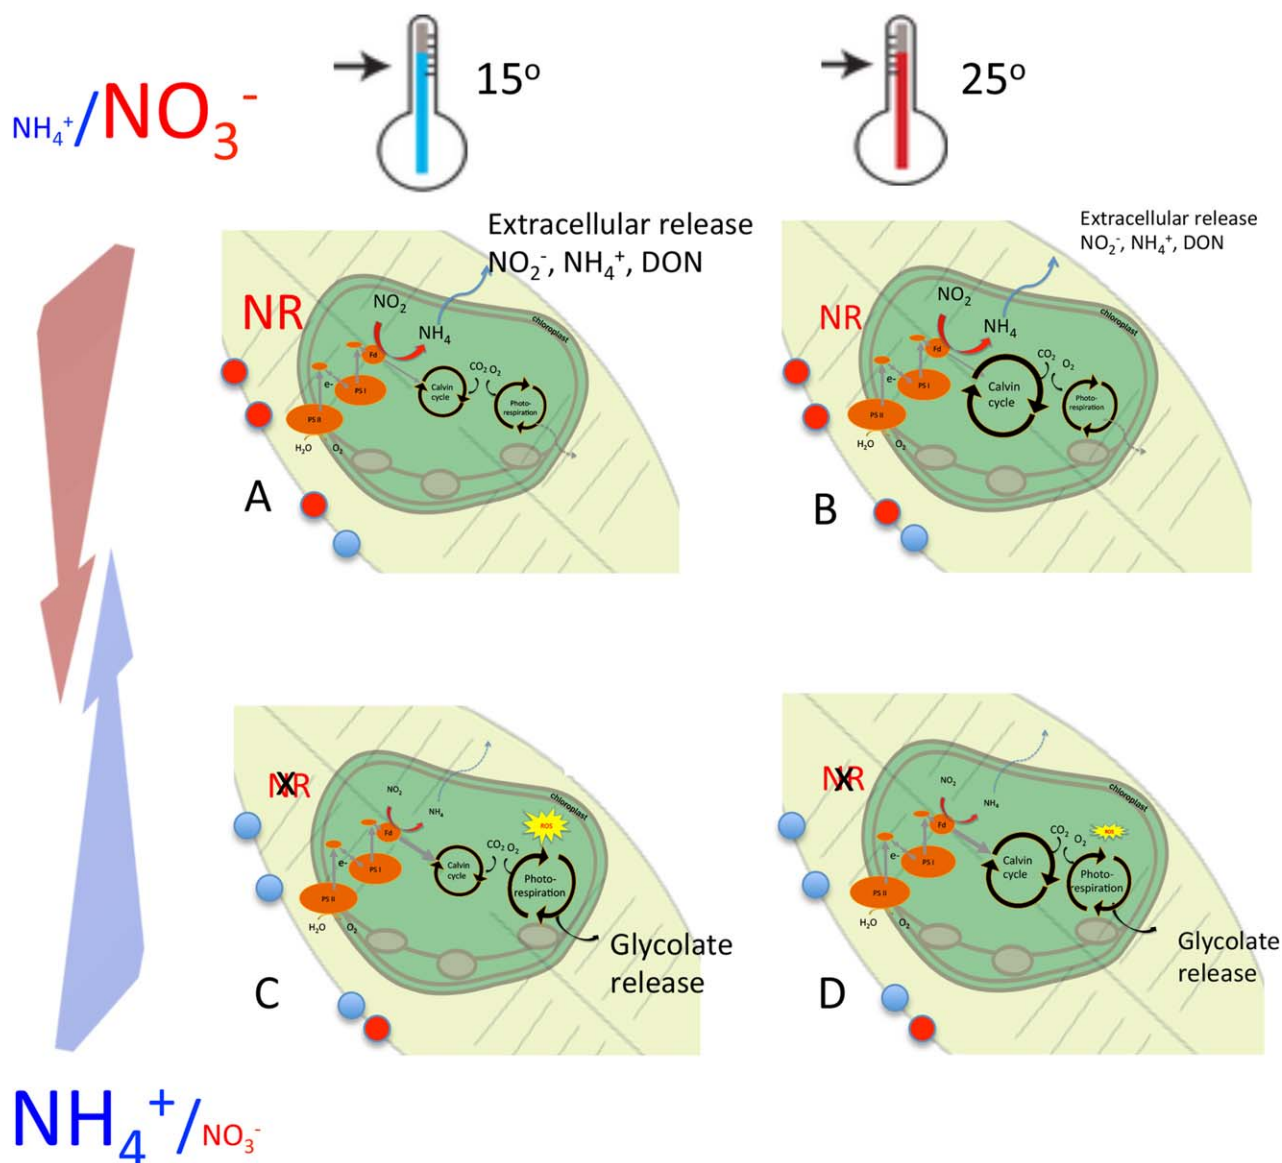 15°
25°
NH₄⁺/NO₃⁻
Extracellular release
NO₂⁻, NH₄⁺, DON
NR
NO₂
NH₄
chloroplast
Fd
e-
PS I
PS II
H₂O
O₂
Calvin
cycle
CO₂ O₂
Photo-
respiration
A
Extracellular release
NO₂⁻, NH₄⁺, DON
NR
NO₂
NH₄
chloroplast
Fd
e-
PS I
PS II
H₂O
O₂
Calvin
cycle
CO₂
O₂
Photo-
respiration
B
NR
X
NO₂
NH₄
chloroplast
Fd
e-
PS I
PS II
H₂O
O₂
Calvin
cycle
CO₂ O₂
ROS
Photo-
respiration
Glycolate
release
C
NR
X
NO₂
NH₄
chloroplast
Fd
e-
PS I
PS II
H₂O
O₂
Calvin
cycle
CO₂
O₂
ROS
Photo-
respiration
Glycolate
release
D
NH₄⁺/NO₃⁻